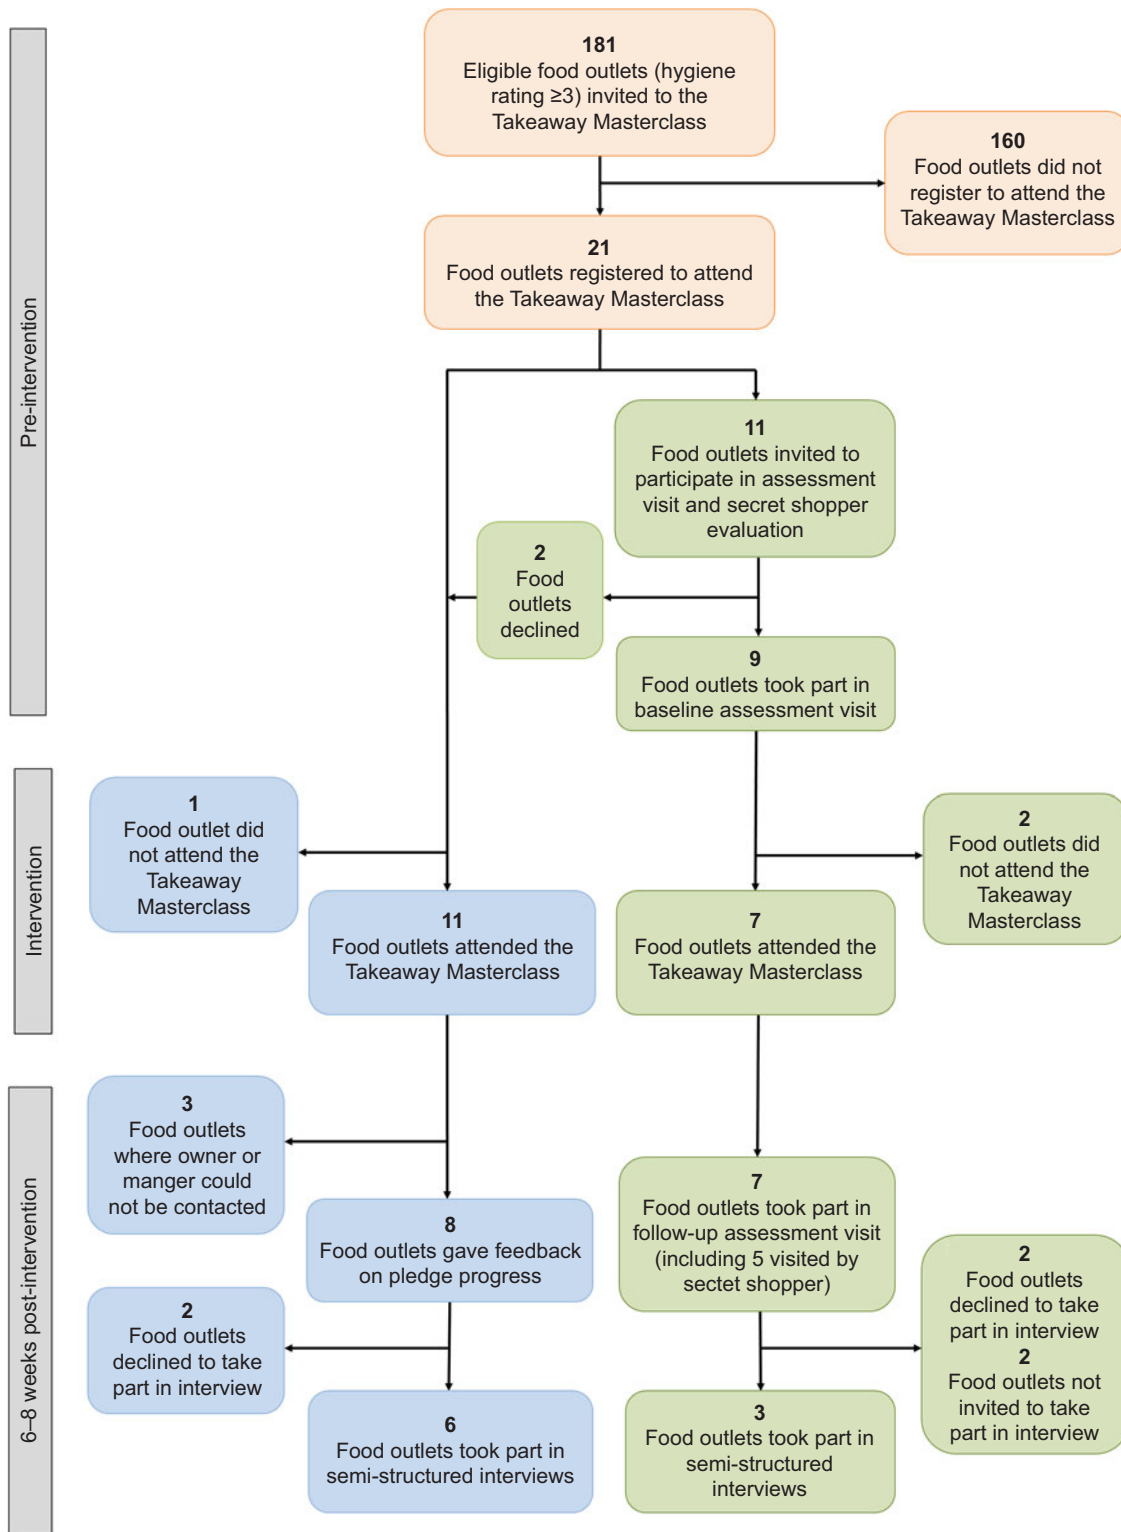 181
Eligible food outlets (hygiene
rating ≥3) invited to the
Takeaway Masterclass
160
Food outlets did not
register to attend the
Takeaway Masterclass
21
Food outlets registered to attend
the Takeaway Masterclass
Pre-intervention
11
Food outlets invited to
participate in assessment
visit and secret shopper
evaluation
2
Food
outlets
declined
9
Food outlets took part in
baseline assessment visit
Intervention
1
Food outlet did
not attend the
Takeaway
Masterclass
2
Food outlets did
not attend the
Takeaway
Masterclass
11
Food outlets attended the
Takeaway Masterclass
7
Food outlets attended the
Takeaway Masterclass
6–8 weeks post-intervention
3
Food outlets
where owner or
manger could
not be contacted
8
Food outlets gave feedback
on pledge progress
7
Food outlets took part in
follow-up assessment visit
(including 5 visited by
sectet shopper)
2
Food outlets
declined to take
part in interview
2
Food outlets
declined to take
part in interview
2
Food outlets not
invited to take
part in interview
6
Food outlets took part in
semi-structured interviews
3
Food outlets took part in
semi-structured
interviews